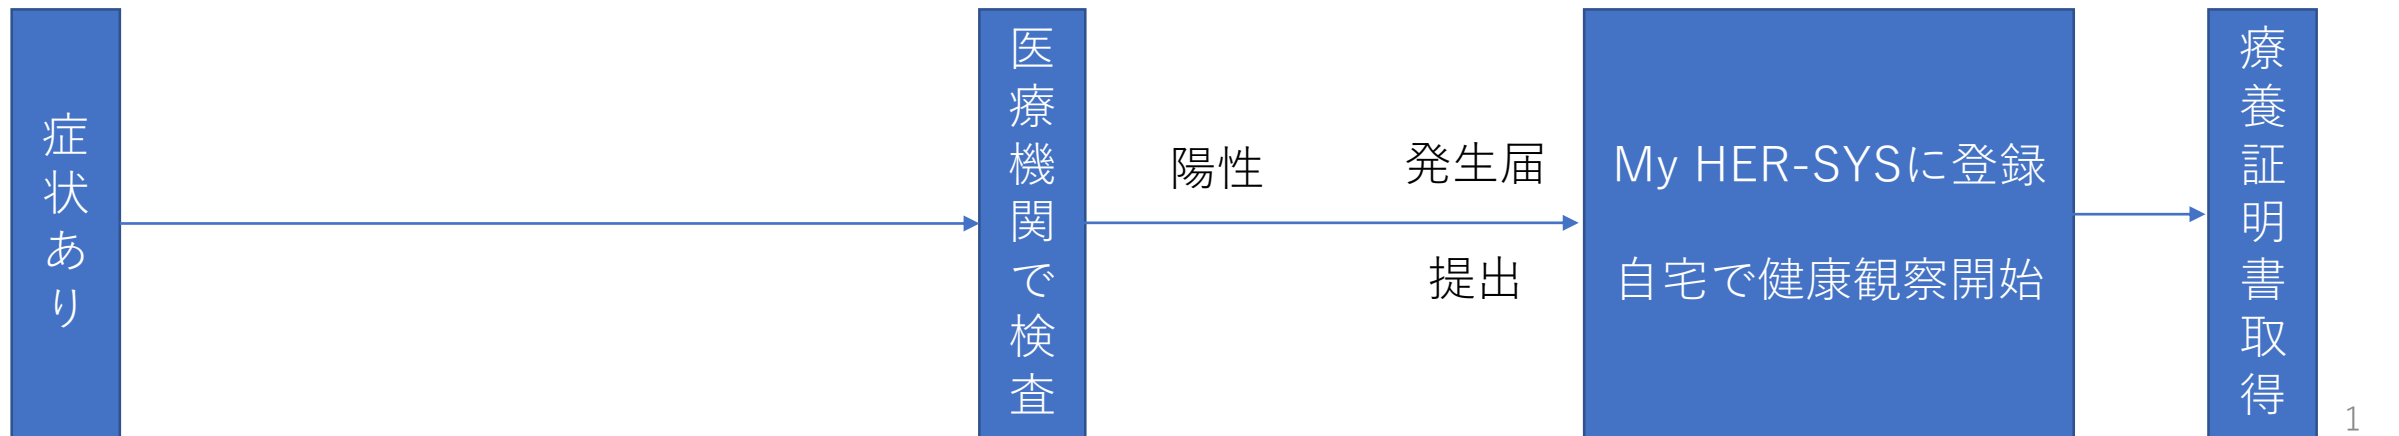 症状あり
医療機関で検査
陽性
発生届
提出
My HER-SYSに登録
自宅で健康観察開始
療養証明書取得
1